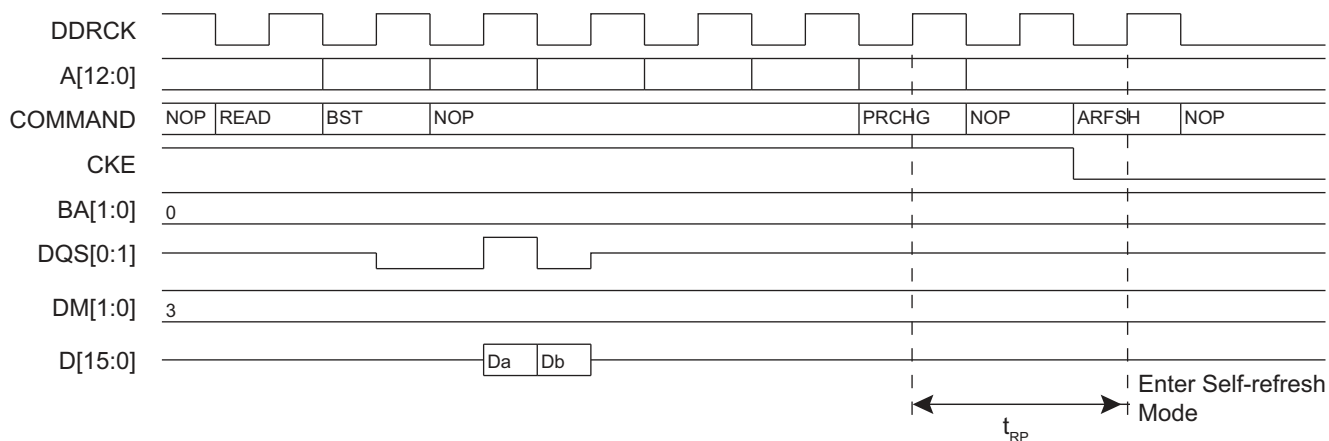 DDRCK
A[12:0]
COMMAND NOP READ BST NOP PRCHG NOP ARFSH NOP
CKE
BA[1:0] 0
DQS[0:1]
DM[1:0] 3
D[15:0] Da Db
Enter Self-refresh
Mode
tRP